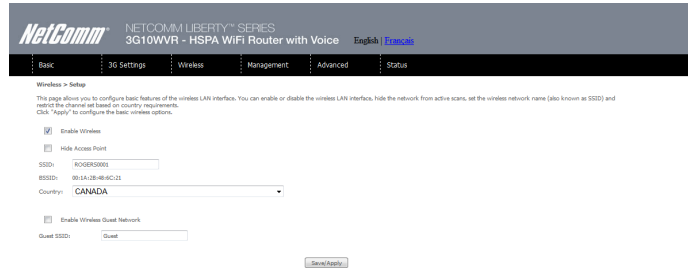 NetComm®
NETCOMM LIBERTY™ SERIES
3G10WVR - HSPA WiFi Router with Voice
English | Français
Basic
3G Settings
Wireless
Management
Advanced
Status
Wireless > Setup
This page allows you to configure basic features of the wireless LAN interface. You can enable or disable the wireless LAN interface, hide the network from active scans, set the wireless network name (also known as SSID) and
restrict the channel set based on country requirements.
Click "Apply" to configure the basic wireless options.
Enable Wireless
Hide Access Point
SSID: ROGERS0001
BSSID: 00:1A:2B:48:6C:21
Country: CANADA
Enable Wireless Guest Network
Guest SSID: Guest
Save/Apply